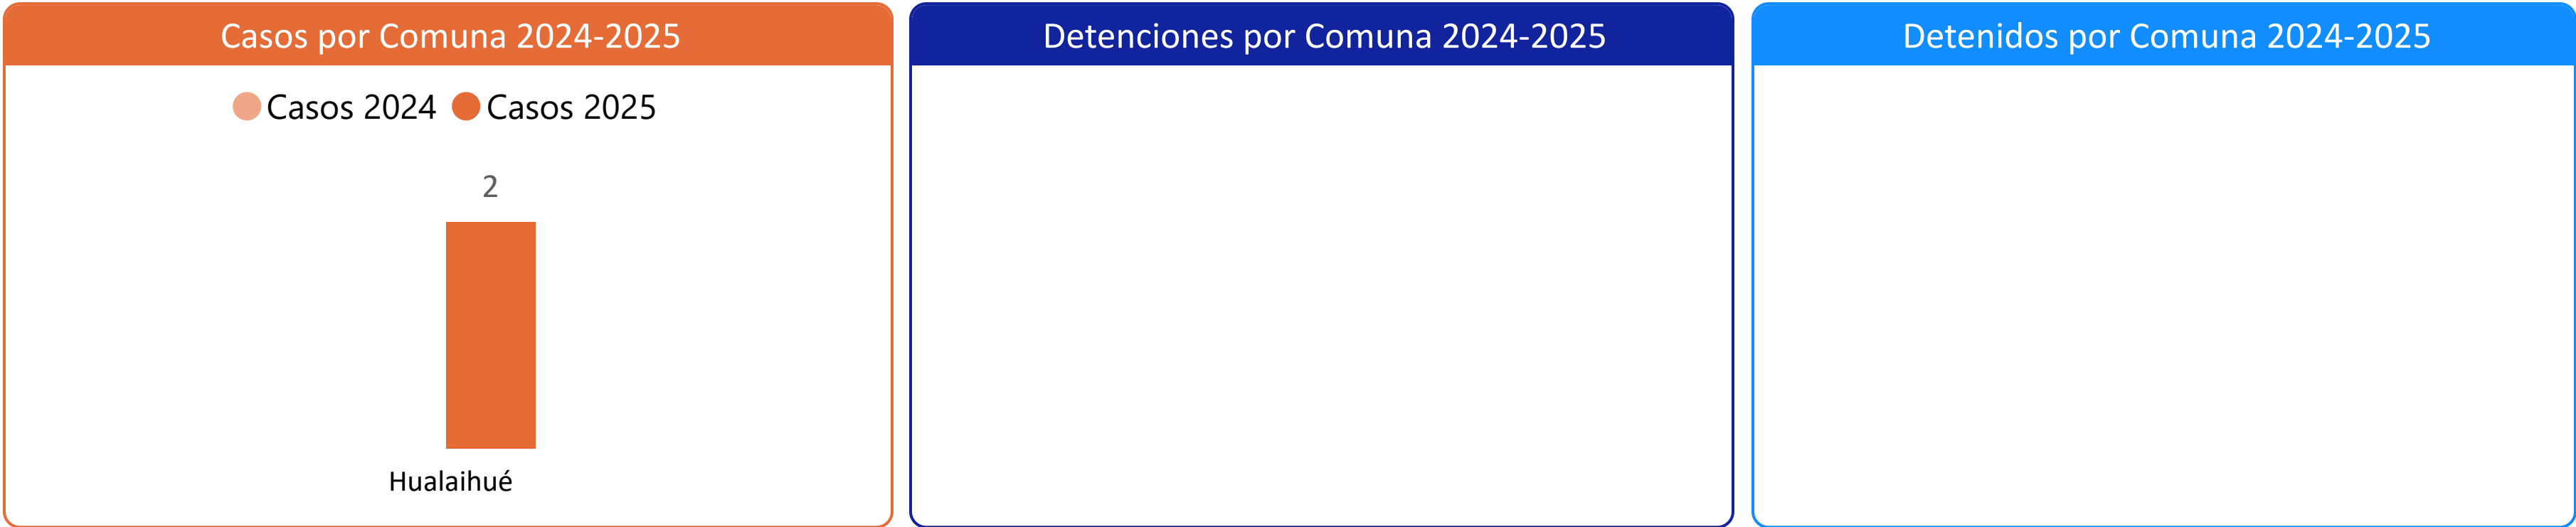 Casos por Comuna 2024-2025
Casos 2024 Casos 2025
2
Hualaihué
Detenciones por Comuna 2024-2025
Detenidos por Comuna 2024-2025